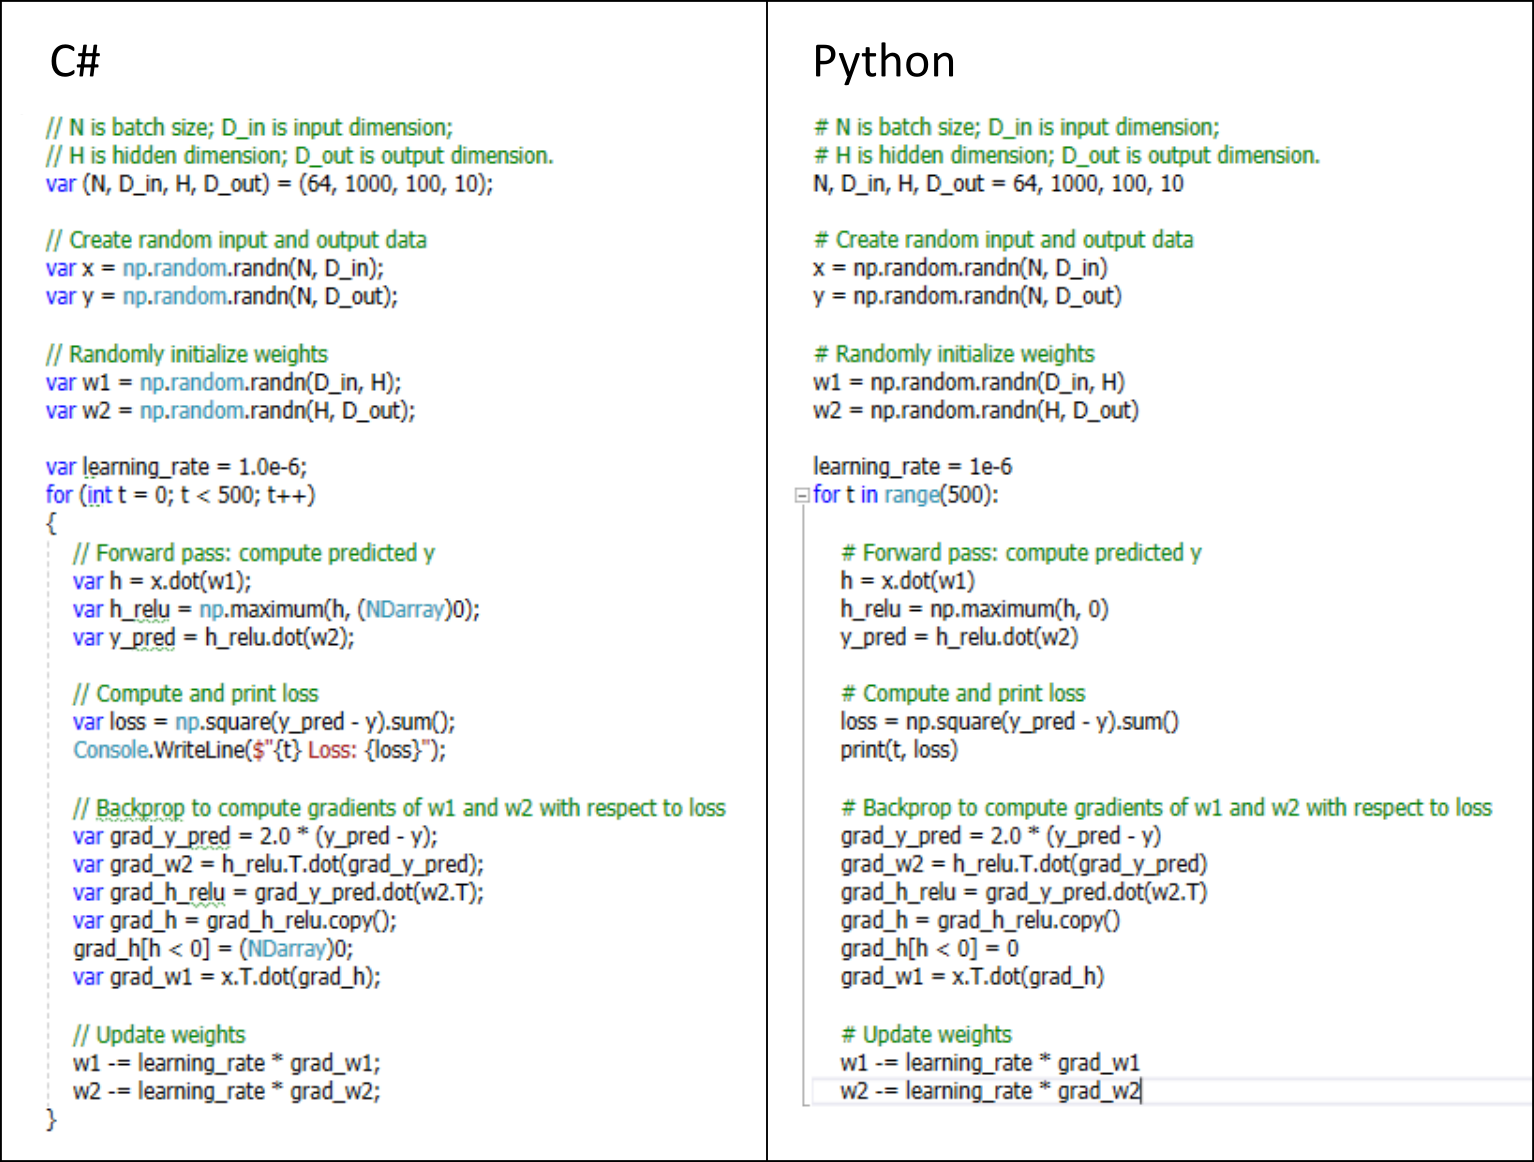 C#
// N is batch size; D_in is input dimension;
// H is hidden dimension; D_out is output dimension.
var (N, D_in, H, D_out) = (64, 1000, 100, 10);
// Create random input and output data
var x = np.random.randn(N, D_in);
var y = np.random.randn(N, D_out);
// Randomly initialize weights
var w1 = np.random.randn(D_in, H);
var w2 = np.random.randn(H, D_out);
var learning_rate = 1.0e-6;
for (int t = 0; t < 500; t++)
{
// Forward pass: compute predicted y
var h = x.dot(w1);
var h_relu = np.maximum(h, (NDarray)0);
var y_pred = h_relu.dot(w2);
// Compute and print loss
var loss = np.square(y_pred - y).sum();
Console.WriteLine($"{t} Loss: {loss}");
// Backprop to compute gradients of w1 and w2 with respect to loss
var grad_y_pred = 2.0 * (y_pred - y);
var grad_w2 = h_relu.T.dot(grad_y_pred);
var grad_h_relu = grad_y_pred.dot(w2.T);
var grad_h = grad_h_relu.copy();
grad_h[h < 0] = (NDarray)0;
var grad_w1 = x.T.dot(grad_h);
// Update weights
w1 -= learning_rate * grad_w1;
w2 -= learning_rate * grad_w2;
}
Python
# N is batch size; D_in is input dimension;
# H is hidden dimension; D_out is output dimension.
N, D_in, H, D_out = 64, 1000, 100, 10
# Create random input and output data
x = np.random.randn(N, D_in)
y = np.random.randn(N, D_out)
# Randomly initialize weights
w1 = np.random.randn(D_in, H)
w2 = np.random.randn(H, D_out)
learning_rate = 1e-6
for t in range(500):
# Forward pass: compute predicted y
h = x.dot(w1)
h_relu = np.maximum(h, 0)
y_pred = h_relu.dot(w2)
# Compute and print loss
loss = np.square(y_pred - y).sum()
print(t, loss)
# Backprop to compute gradients of w1 and w2 with respect to loss
grad_y_pred = 2.0 * (y_pred - y)
grad_w2 = h_relu.T.dot(grad_y_pred)
grad_h_relu = grad_y_pred.dot(w2.T)
grad_h = grad_h_relu.copy()
grad_h[h < 0] = 0
grad_w1 = x.T.dot(grad_h)
# Update weights
w1 -= learning_rate * grad_w1
w2 -= learning_rate * grad_w2